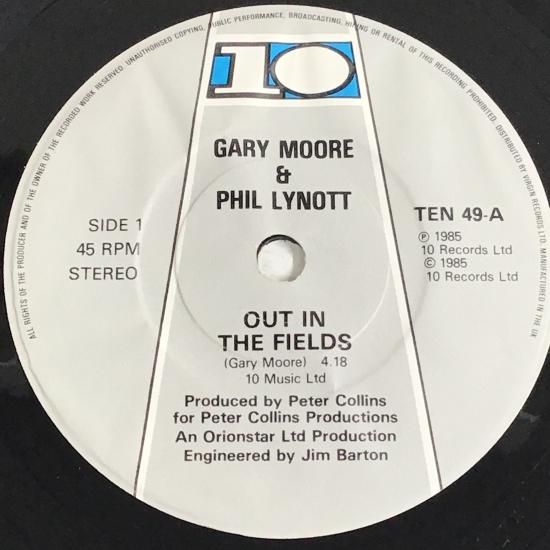 ALL RIGHTS OF THE PRODUCER AND OF THE OWNER OF THE RECORDED WORK RESERVED. UNAUTHORISED COPYING, PUBLIC PERFORMANCE, BROADCASTING, HIRING OR RENTAL OF THIS RECORDING PROHIBITED. DISTRIBUTED BY VIRGIN RECORDS LTD. MANUFACTURED IN THE UK
10
GARY MOORE
&
PHIL LYNOTT
SIDE 1
45 RPM
STEREO
TEN 49-A
℗ 1985
10 Records Ltd
© 1985
10 Records Ltd
OUT IN
THE FIELDS
(Gary Moore) 4.18
10 Music Ltd
Produced by Peter Collins
for Peter Collins Productions
An Orionstar Ltd Production
Engineered by Jim Barton